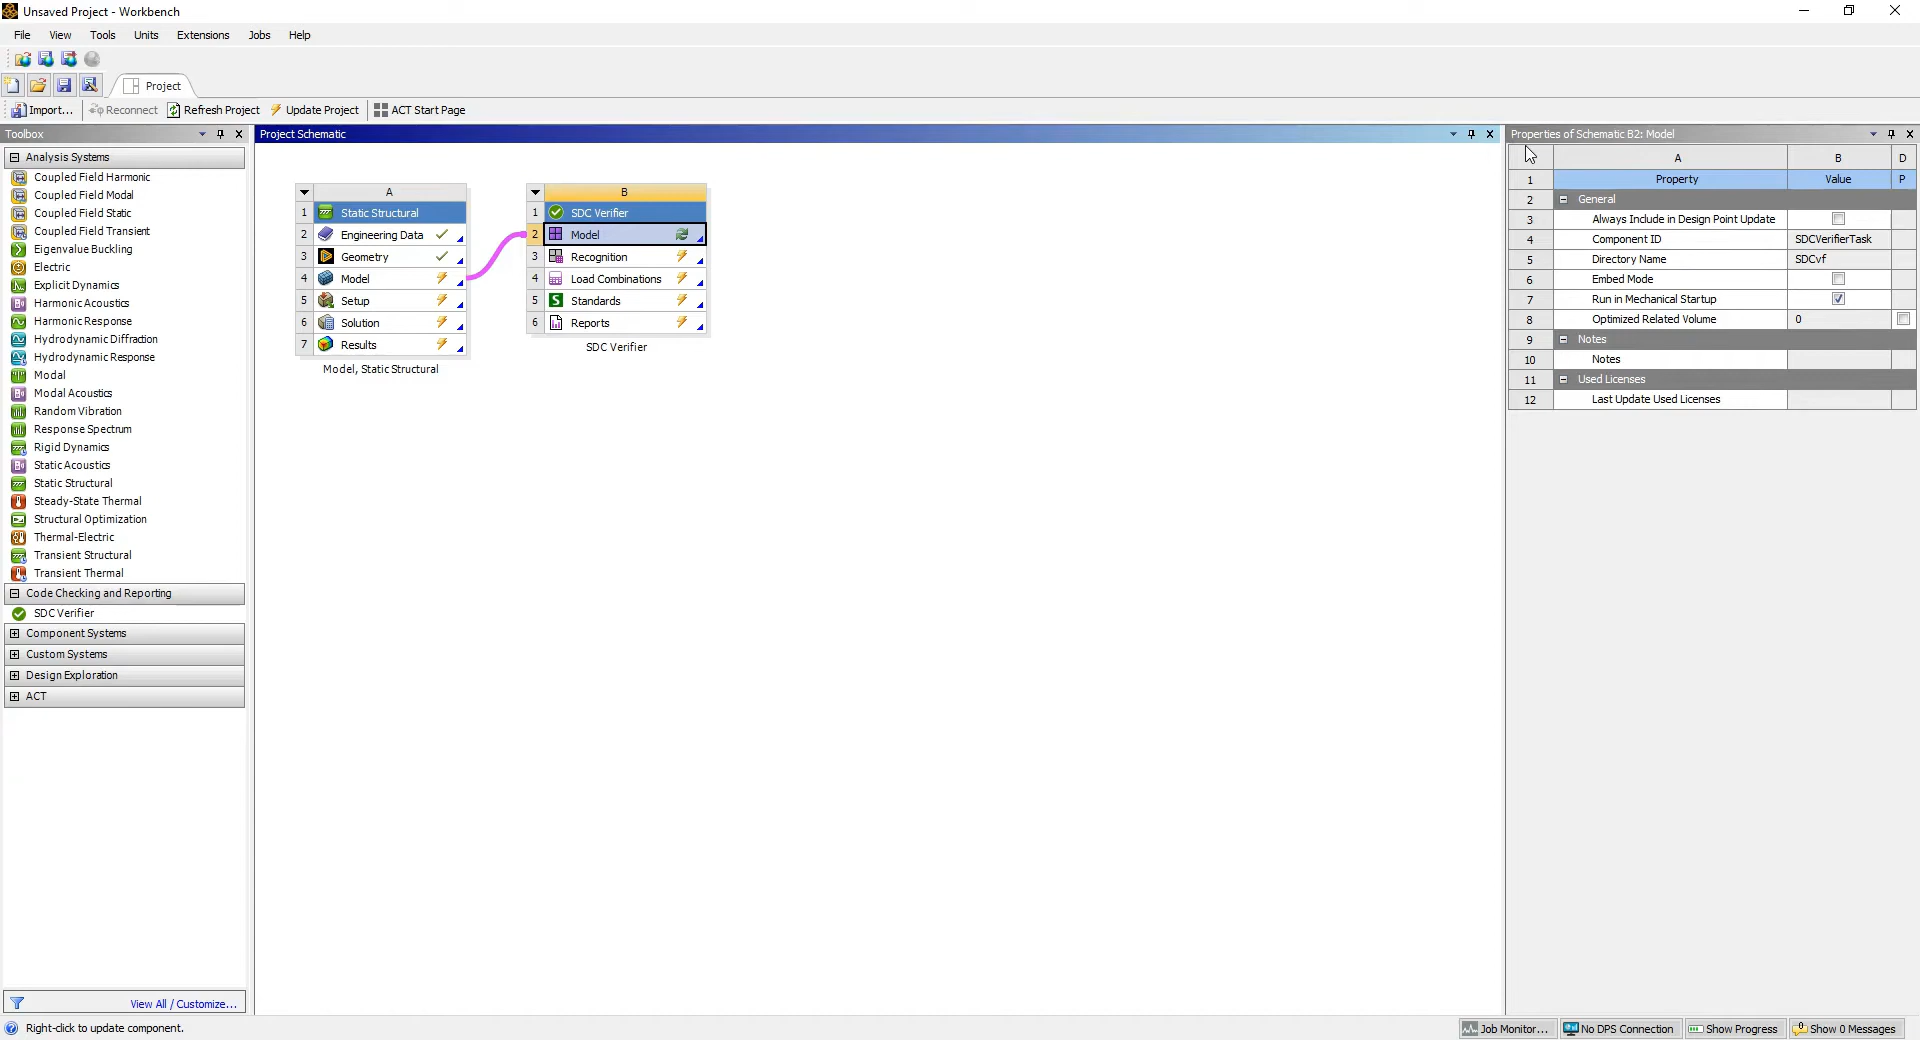 Unsaved Project - Workbench
File View Tools Units Extensions Jobs Help
Project
Import... Reconnect Refresh Project Update Project ACT Start Page
Toolbox
Analysis Systems
Coupled Field Harmonic
Coupled Field Modal
Coupled Field Static
Coupled Field Transient
Eigenvalue Buckling
Electric
Explicit Dynamics
Harmonic Acoustics
Harmonic Response
Hydrodynamic Diffraction
Hydrodynamic Response
Modal
Modal Acoustics
Random Vibration
Response Spectrum
Rigid Dynamics
Static Acoustics
Static Structural
Steady-State Thermal
Structural Optimization
Thermal-Electric
Transient Structural
Transient Thermal
Code Checking and Reporting
SDC Verifier
Component Systems
Custom Systems
Design Exploration
ACT
View All / Customize...
Project Schematic
A
1 Static Structural
2 Engineering Data
3 Geometry
4 Model
5 Setup
6 Solution
7 Results
Model, Static Structural
B
1 SDC Verifier
2 Model
3 Recognition
4 Load Combinations
5 S Standards
6 Reports
SDC Verifier
Properties of Schematic B2: Model
A B D
1 Property Value P
2 General
3 Always Include in Design Point Update
4 Component ID SDCVerifierTask
5 Directory Name SDCvf
6 Embed Mode
7 Run in Mechanical Startup
8 Optimized Related Volume 0
9 Notes
10 Notes
11 Used Licenses
12 Last Update Used Licenses
Right-click to update component.
Job Monitor... No DPS Connection Show Progress Show 0 Messages